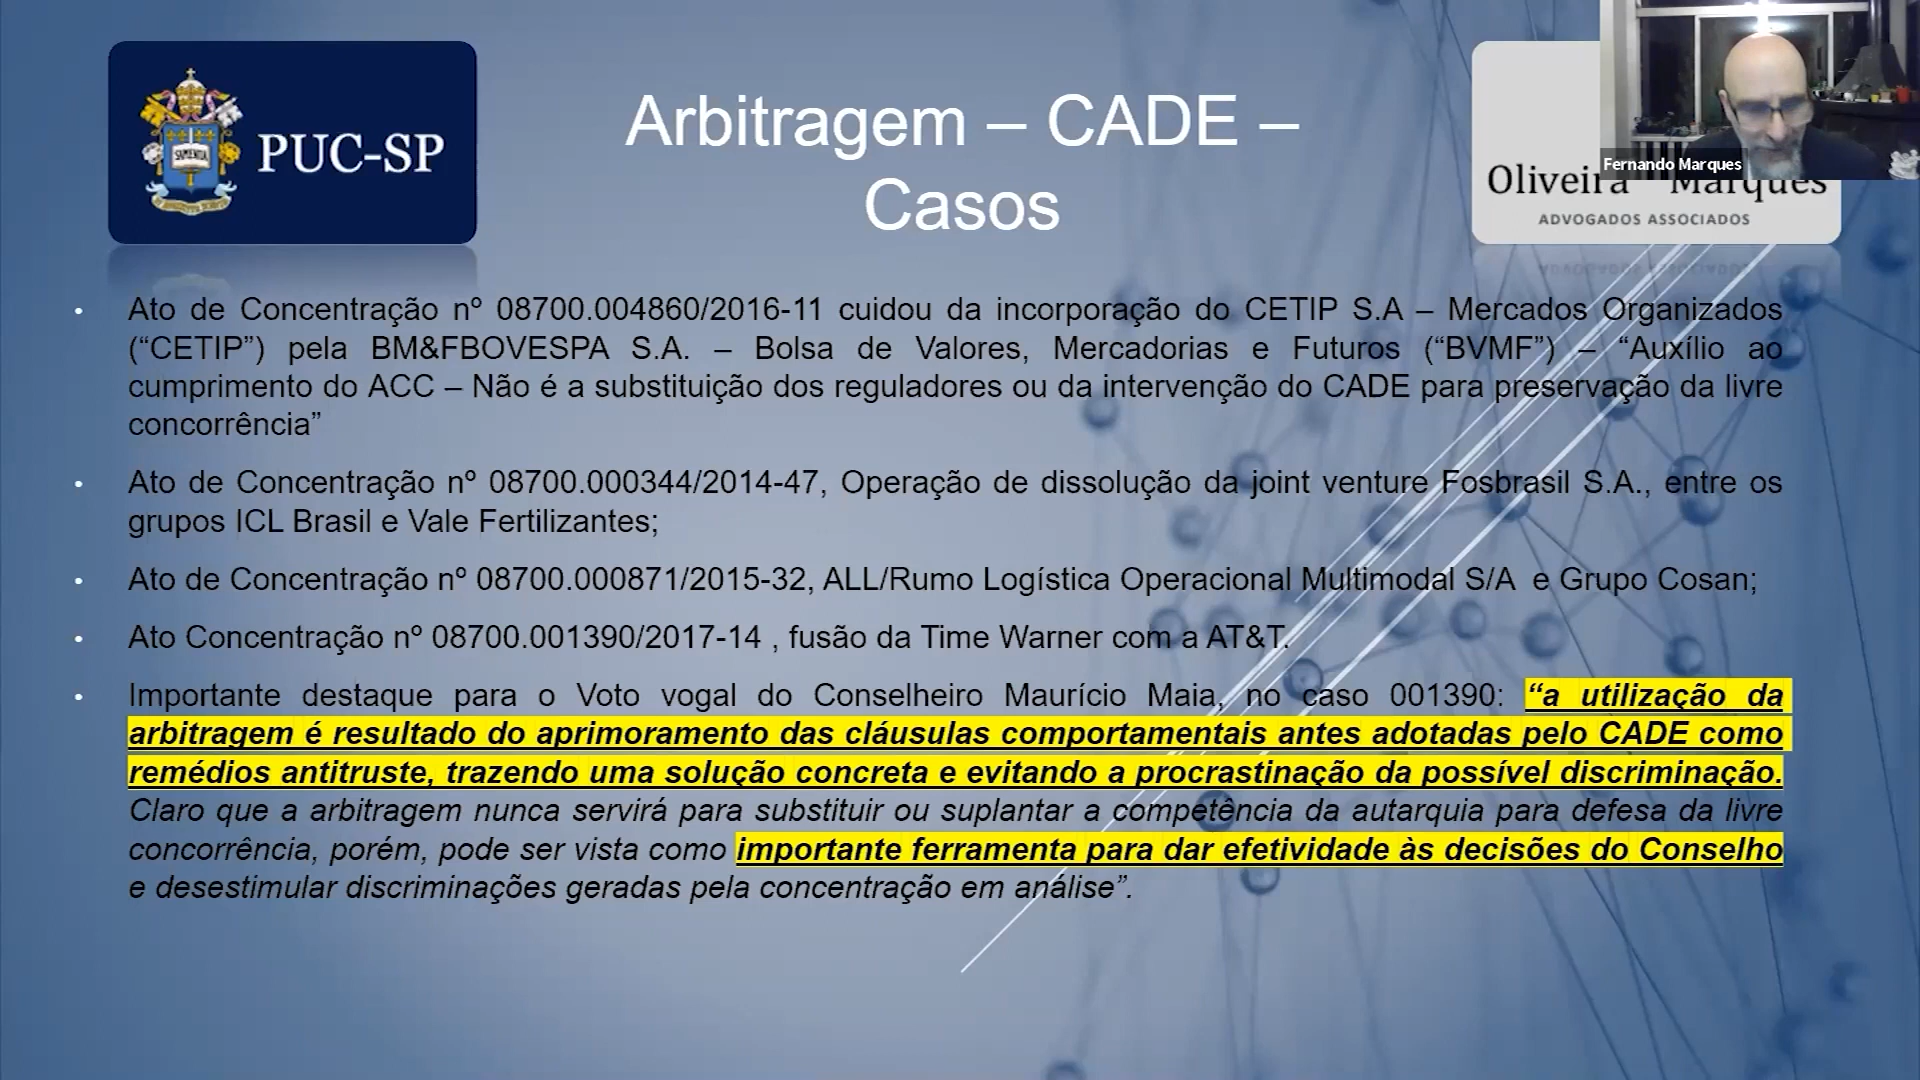 PUC-SP
SAPIENTIA
Arbitragem – CADE –
Casos
Fernando Marques
Oliveira Marques
ADVOGADOS ASSOCIADOS
• Ato de Concentração nº 08700.004860/2016-11 cuidou da incorporação do CETIP S.A – Mercados Organizados
(“CETIP”) pela BM&FBOVESPA S.A. – Bolsa de Valores, Mercadorias e Futuros (“BVMF”) – “Auxílio ao
cumprimento do ACC – Não é a substituição dos reguladores ou da intervenção do CADE para preservação da livre
concorrência”
• Ato de Concentração nº 08700.000344/2014-47, Operação de dissolução da joint venture Fosbrasil S.A., entre os
grupos ICL Brasil e Vale Fertilizantes;
• Ato de Concentração nº 08700.000871/2015-32, ALL/Rumo Logística Operacional Multimodal S/A e Grupo Cosan;
• Ato Concentração nº 08700.001390/2017-14 , fusão da Time Warner com a AT&T.
• Importante destaque para o Voto vogal do Conselheiro Maurício Maia, no caso 001390: “a utilização da
arbitragem é resultado do aprimoramento das cláusulas comportamentais antes adotadas pelo CADE como
remédios antitruste, trazendo uma solução concreta e evitando a procrastinação da possível discriminação.
Claro que a arbitragem nunca servirá para substituir ou suplantar a competência da autarquia para defesa da livre
concorrência, porém, pode ser vista como importante ferramenta para dar efetividade às decisões do Conselho
e desestimular discriminações geradas pela concentração em análise”.